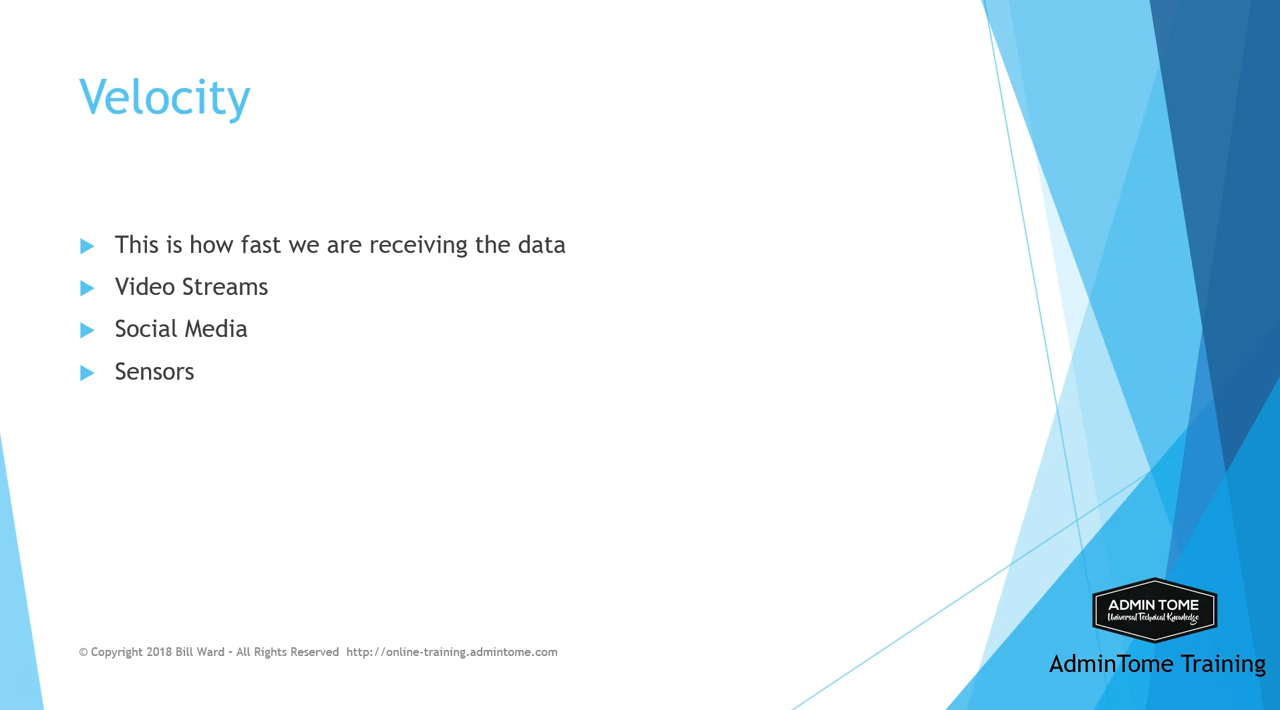 Velocity
This is how fast we are receiving the data
Video Streams
Social Media
Sensors
© Copyright 2018 Bill Ward - All Rights Reserved http://online-training.admintome.com
ADMIN TOME
Universal Technical Knowledge
AdminTome Training